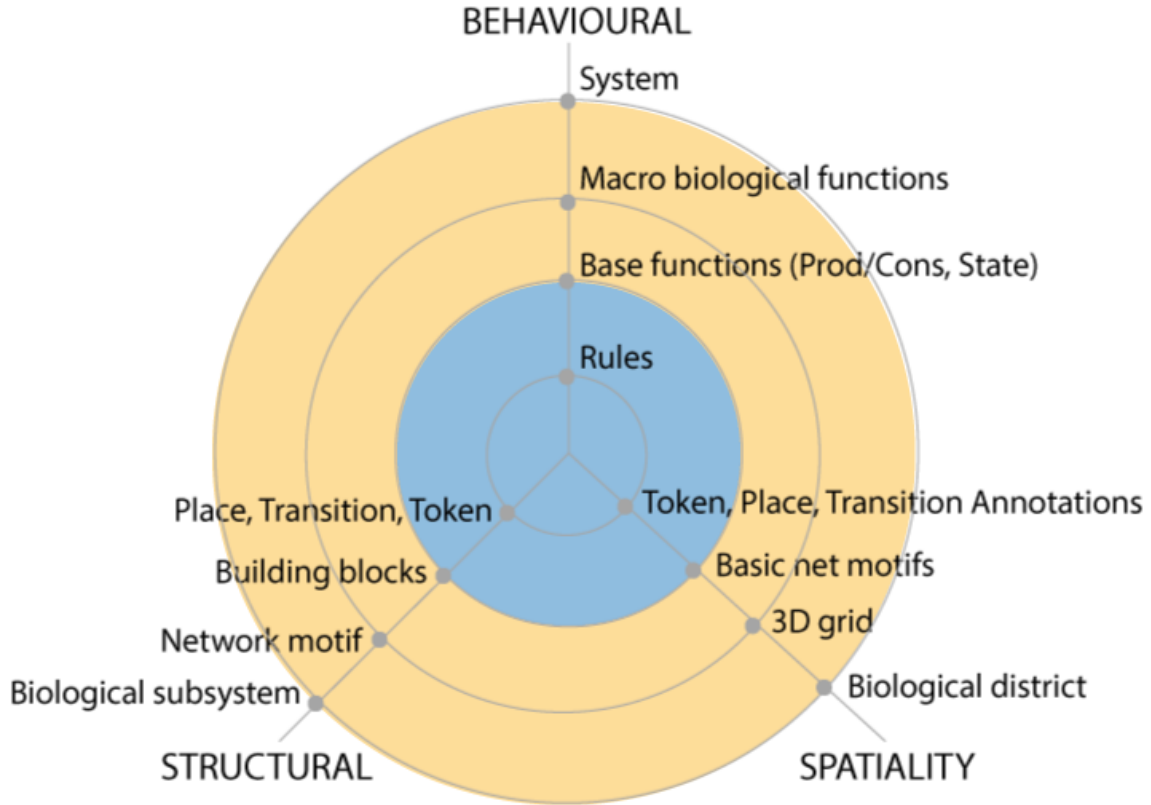 BEHAVIOURAL
System
Macro biological functions
Base functions (Prod/Cons, State)
Rules
Place, Transition, Token
Token, Place, Transition Annotations
Building blocks
Basic net motifs
Network motif
3D grid
Biological subsystem
Biological district
STRUCTURAL
SPATIALITY